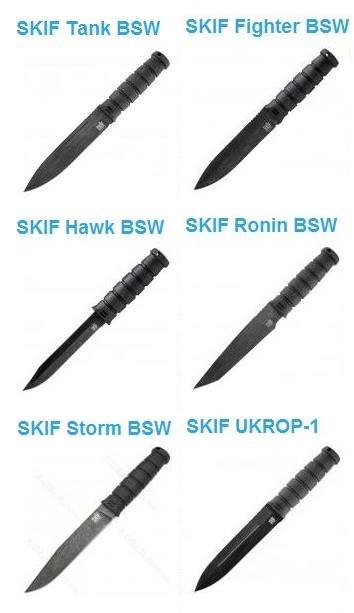 SKIF Tank BSW
SKIF Fighter BSW
SKIF Hawk BSW
SKIF Ronin BSW
SKIF Storm BSW
SKIF UKROP-1